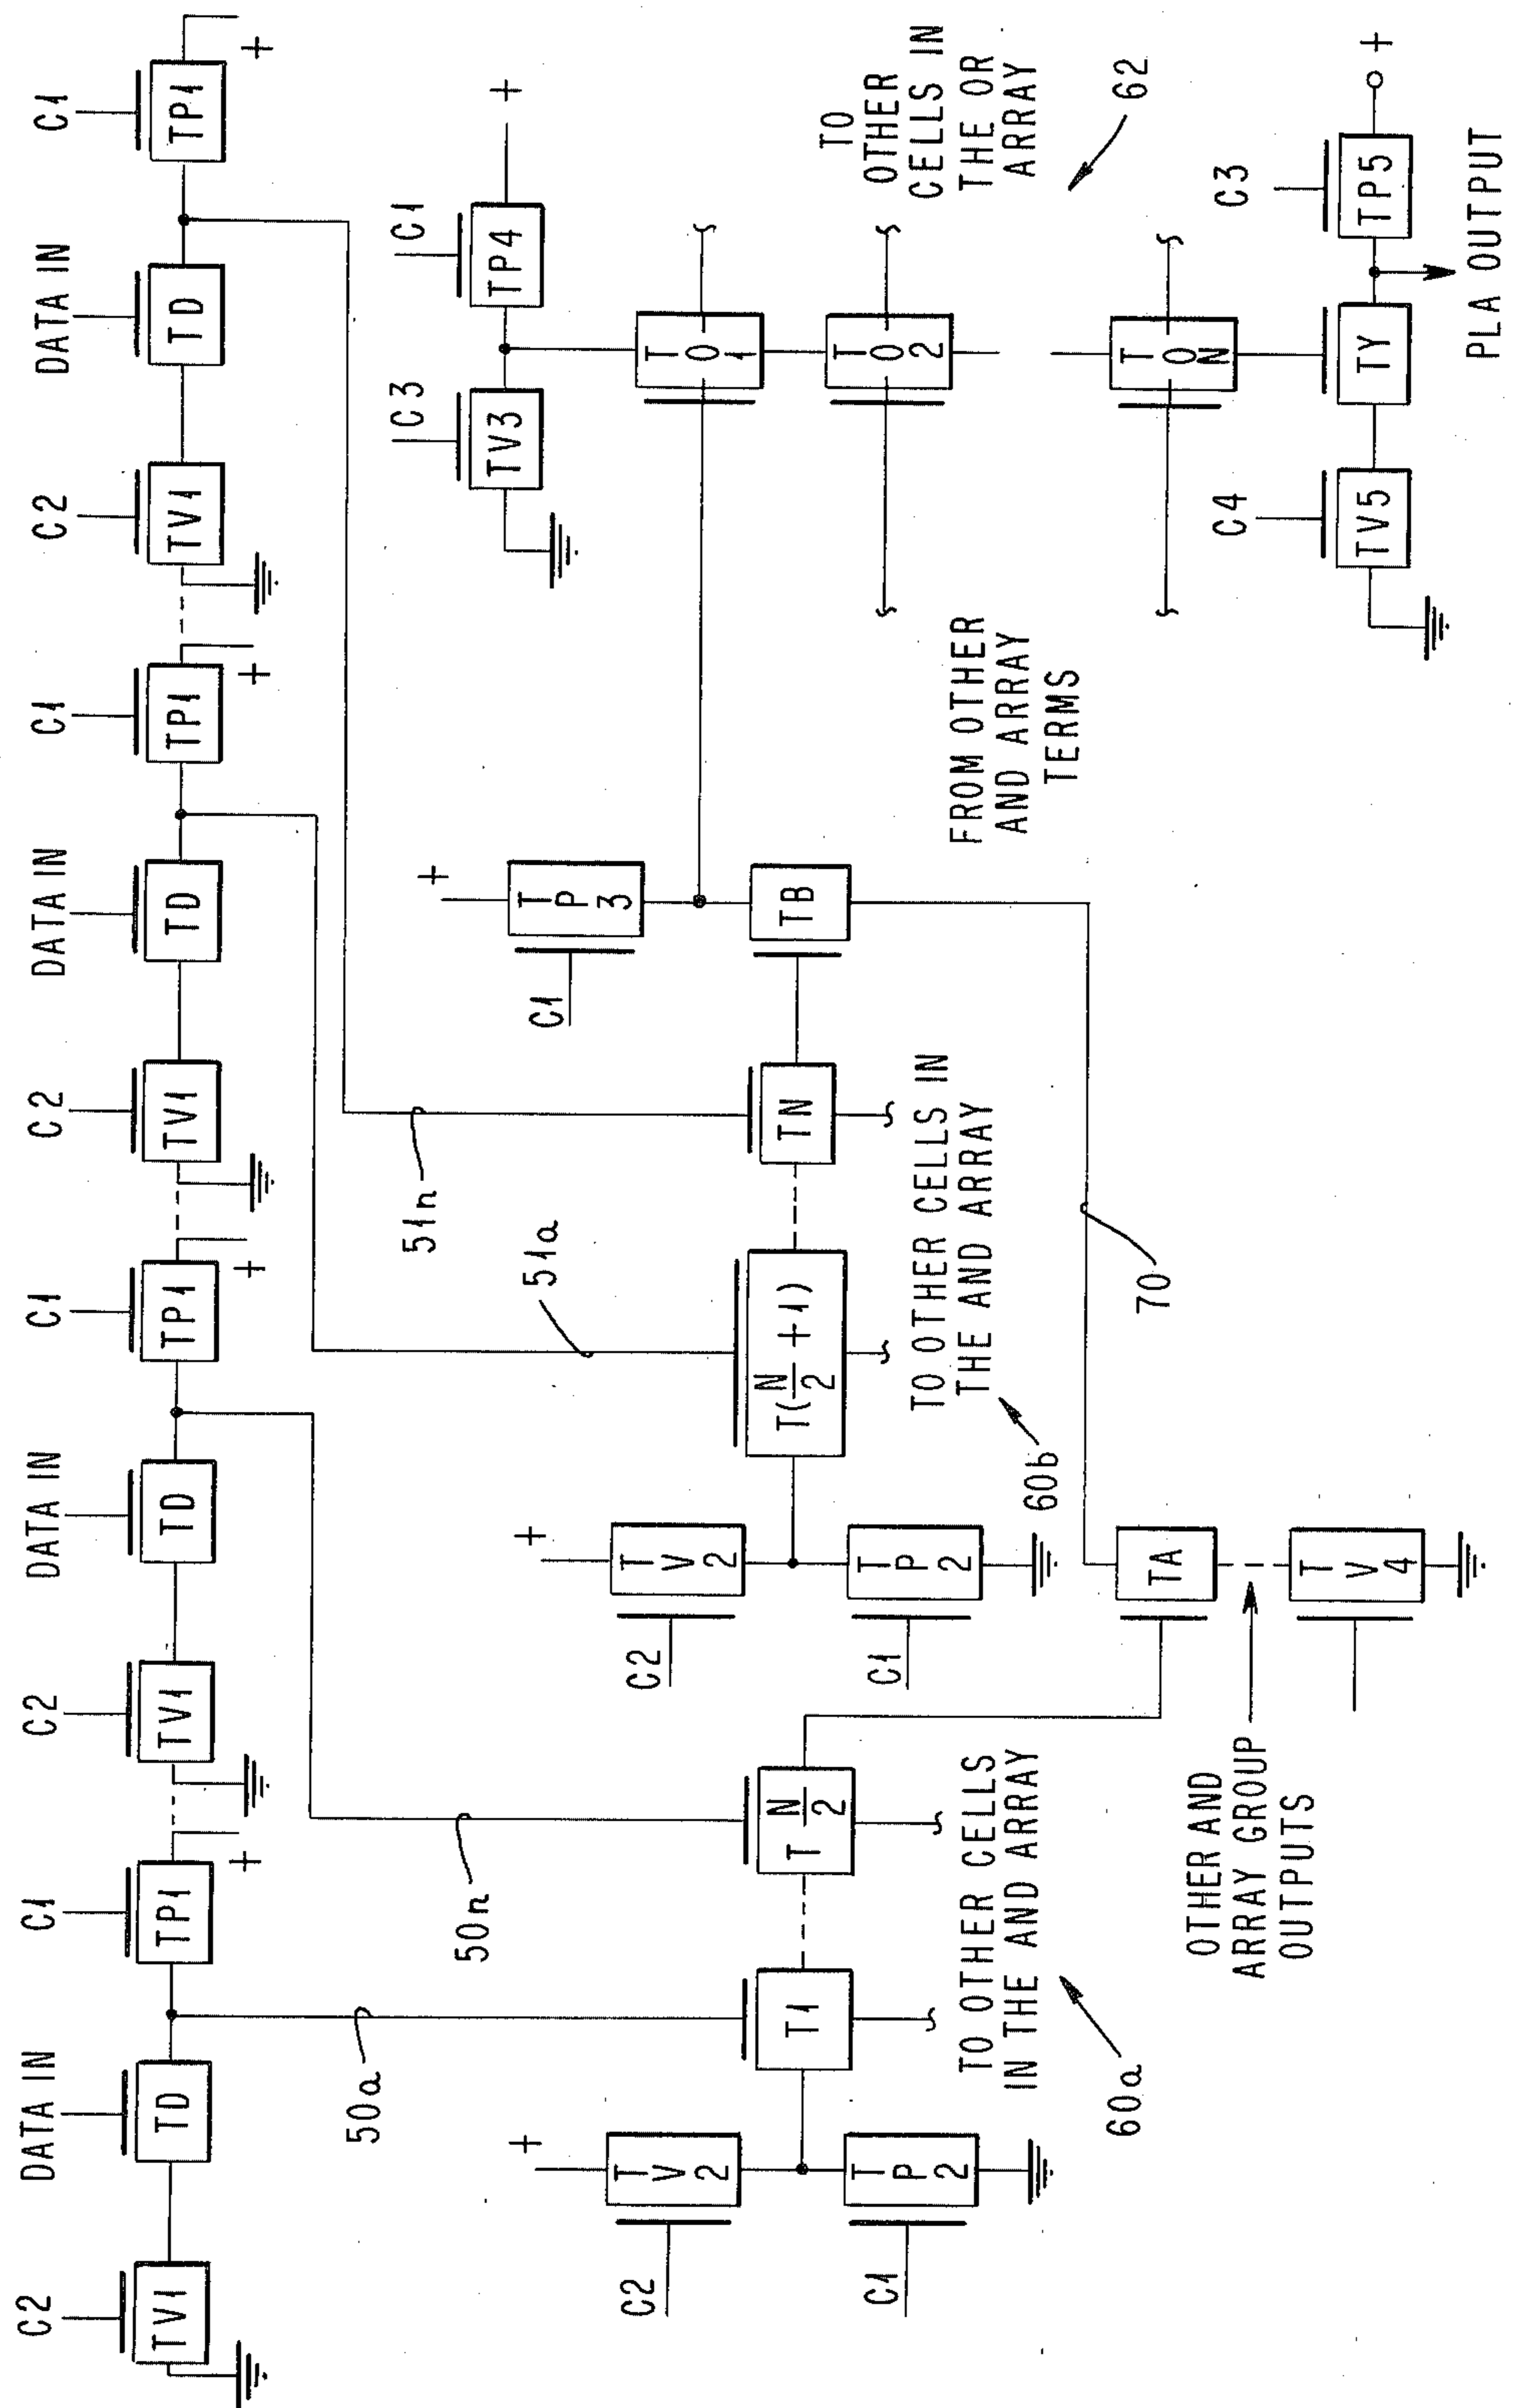 C2 DATA IN C1 C2 DATA IN C1 C2 DATA IN C1 C2 DATA IN C1
TV1 TD TP1 TV1 TD TP1 TV1 TD TP1 TV1 TD TP1
+ + + +
50a
50n
51n
51a
C3 C1
TV3 TP4 +
+ + +
TV2
TV2
TP3
C2
C2
C1
TO1
T1
T N/2
T(N/2 + 1)
TN
TB
TP2
TP2
C1
C1
TO2
TO OTHER CELLS
IN THE AND ARRAY
60a
TO OTHER CELLS IN
THE AND ARRAY
60b
FROM OTHER
AND ARRAY
TERMS
TO
OTHER
CELLS IN
THE OR
ARRAY
62
70
TA
TON
OTHER AND
ARRAY GROUP
OUTPUTS
TV4
C4
C3
TV5 TY TP5 +
PLA OUTPUT